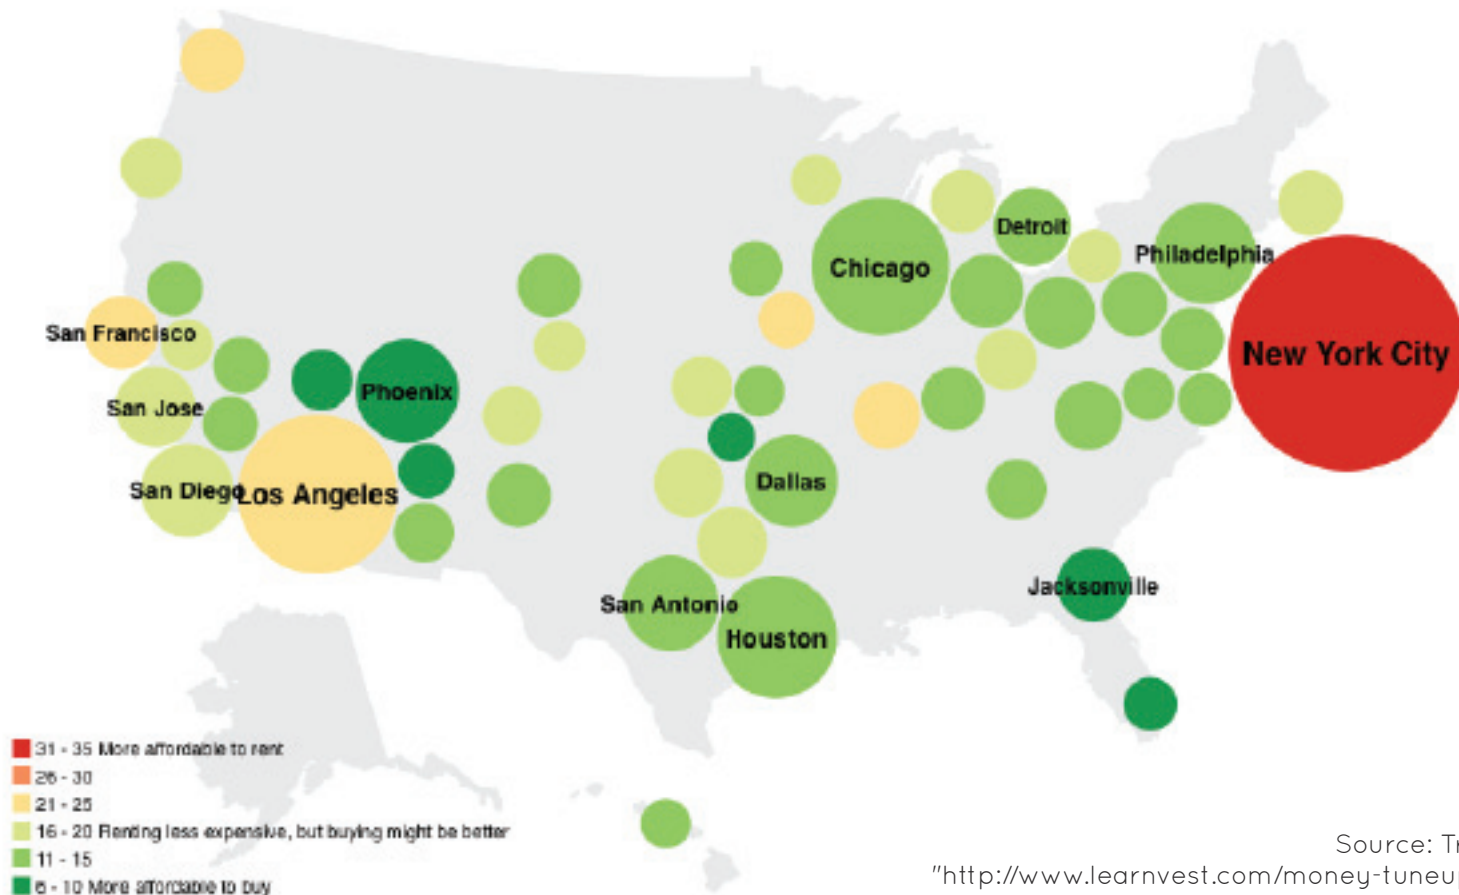 Detroit
Philadelphia
Chicago
San Francisco
New York City
Phoenix
San Jose
Dallas
San Diego
Los Angeles
Jacksonville
San Antonio
Houston
31 - 35 More affordable to rent
26 - 30
21 - 25
16 - 20 Renting less expensive, but buying might be better
11 - 15
6 - 10 More affordable to buy
Source: Tr
"http://www.learnvest.com/money-tuneup